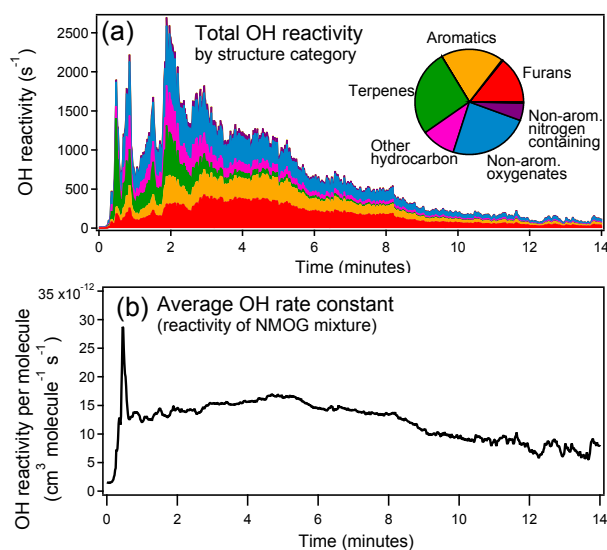 (a) Total OH reactivity
by structure category
Aromatics
Furans
Terpenes
Non-arom.
nitrogen
containing
Other
hydrocarbon
Non-arom.
oxygenates
OH reactivity (s⁻¹)
2500
2000
1500
1000
500
0
0 2 4 6 8 10 12 14
Time (minutes)
(b) Average OH rate constant
(reactivity of NMOG mixture)
OH reactivity per molecule
(cm³ molecule⁻¹ s⁻¹)
35x10⁻¹²
30
25
20
15
10
5
0
0 2 4 6 8 10 12 14
Time (minutes)